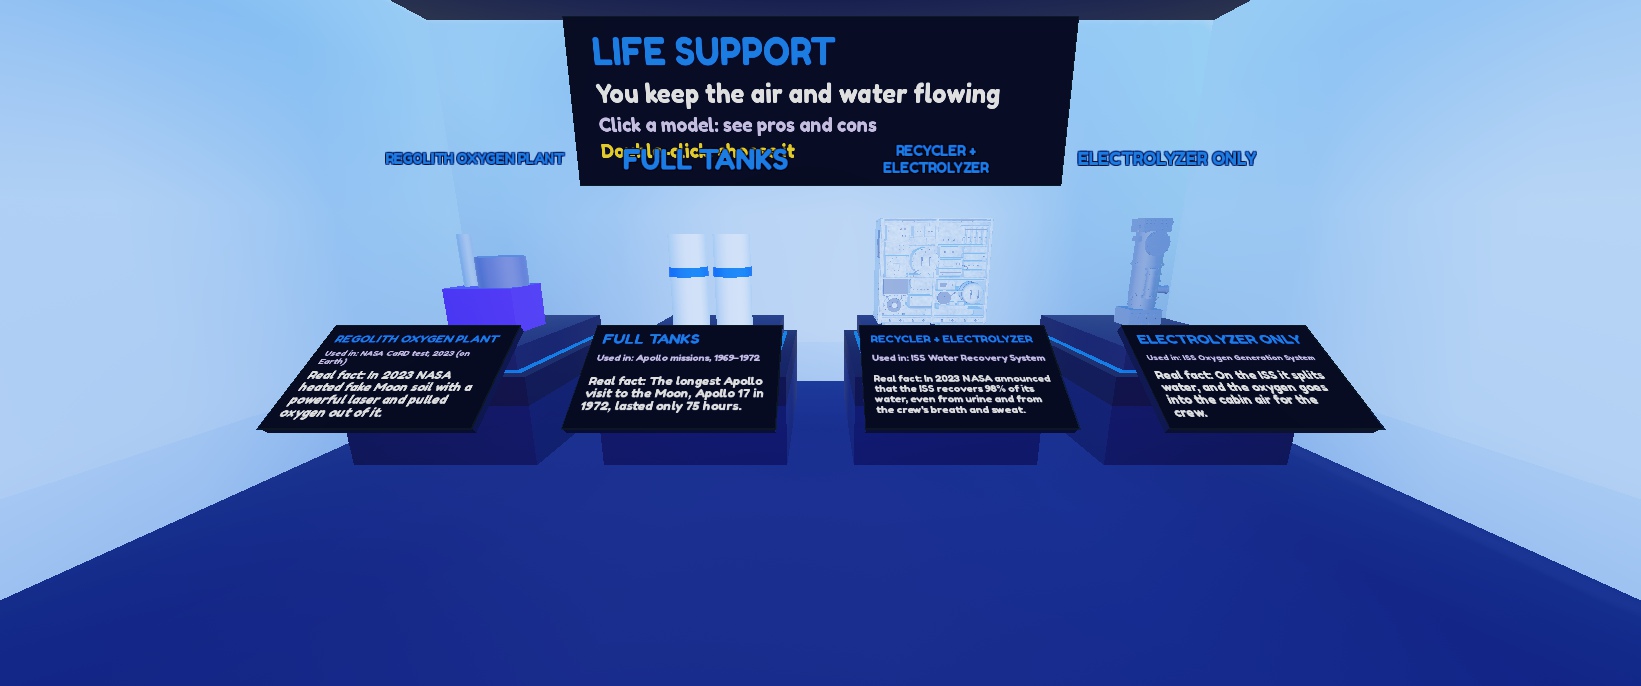 LIFE SUPPORT
You keep the air and water flowing
Click a model: see pros and cons
Double-click: choose it
REGOLITH OXYGEN PLANT
FULL TANKS
RECYCLER +
ELECTROLYZER
ELECTROLYZER ONLY
REGOLITH OXYGEN PLANT
Used in: NASA CaRD test, 2023 (on
Earth)
Real fact: In 2023 NASA
heated fake Moon soil with a
powerful laser and pulled
oxygen out of it.
FULL TANKS
Used in: Apollo missions, 1969–1972
Real fact: The longest Apollo
visit to the Moon, Apollo 17 in
1972, lasted only 75 hours.
RECYCLER + ELECTROLYZER
Used in: ISS Water Recovery System
Real fact: In 2023 NASA announced
that the ISS recovers 98% of its
water, even from urine and from
the crew's breath and sweat.
ELECTROLYZER ONLY
Used in: ISS Oxygen Generation System
Real fact: On the ISS it splits
water, and the oxygen goes
into the cabin air for the
crew.